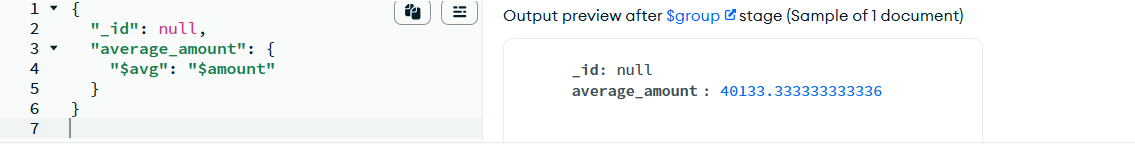 1 {
2 "_id": null,
3 "average_amount": {
4 "$avg": "$amount"
5 }
6 }
7
Output preview after $group stage (Sample of 1 document)
_id: null
average_amount : 40133.333333333336